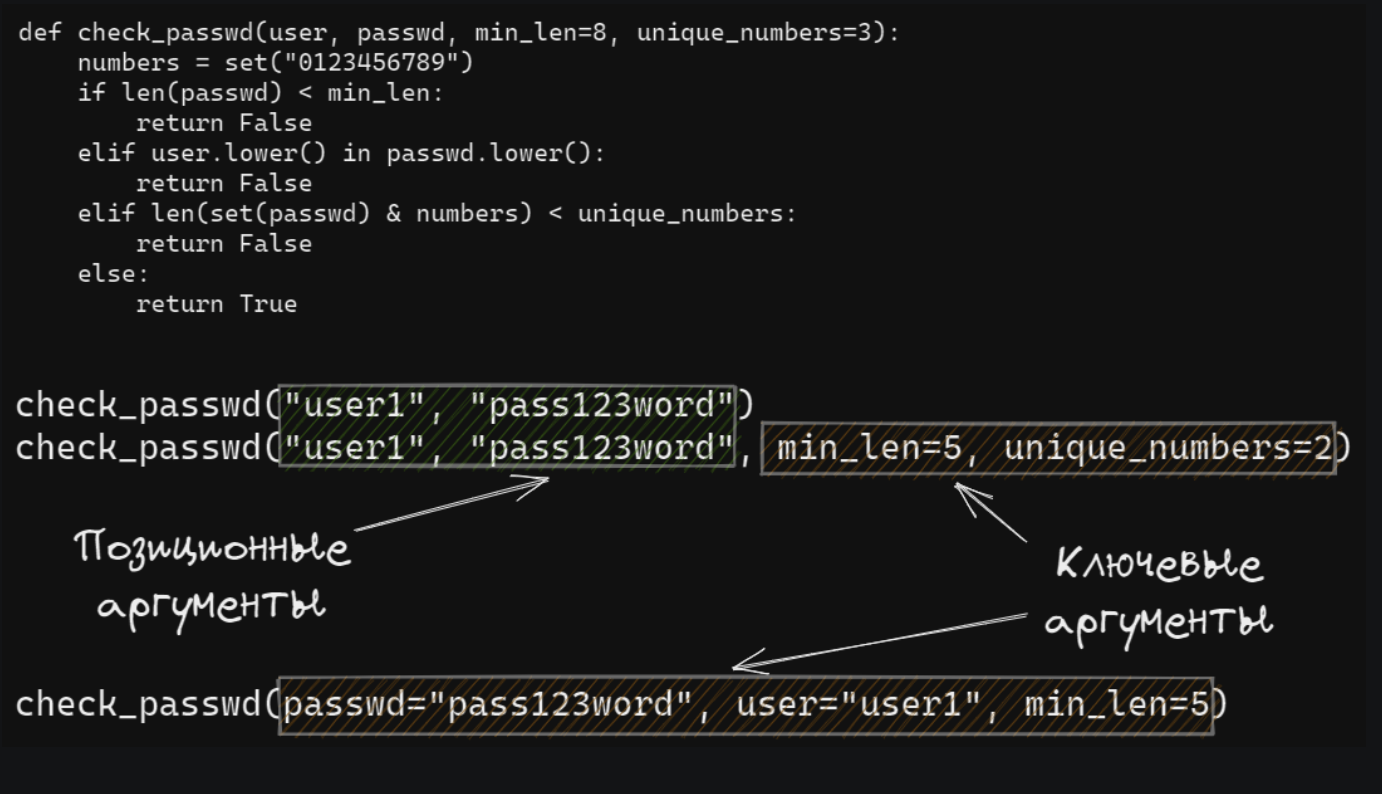 def check_passwd(user, passwd, min_len=8, unique_numbers=3):
    numbers = set("0123456789")
    if len(passwd) < min_len:
        return False
    elif user.lower() in passwd.lower():
        return False
    elif len(set(passwd) & numbers) < unique_numbers:
        return False
    else:
        return True
check_passwd("user1", "pass123word")
check_passwd("user1", "pass123word", min_len=5, unique_numbers=2)
Позиционные
аргументы
Ключевые
аргументы
check_passwd(passwd="pass123word", user="user1", min_len=5)